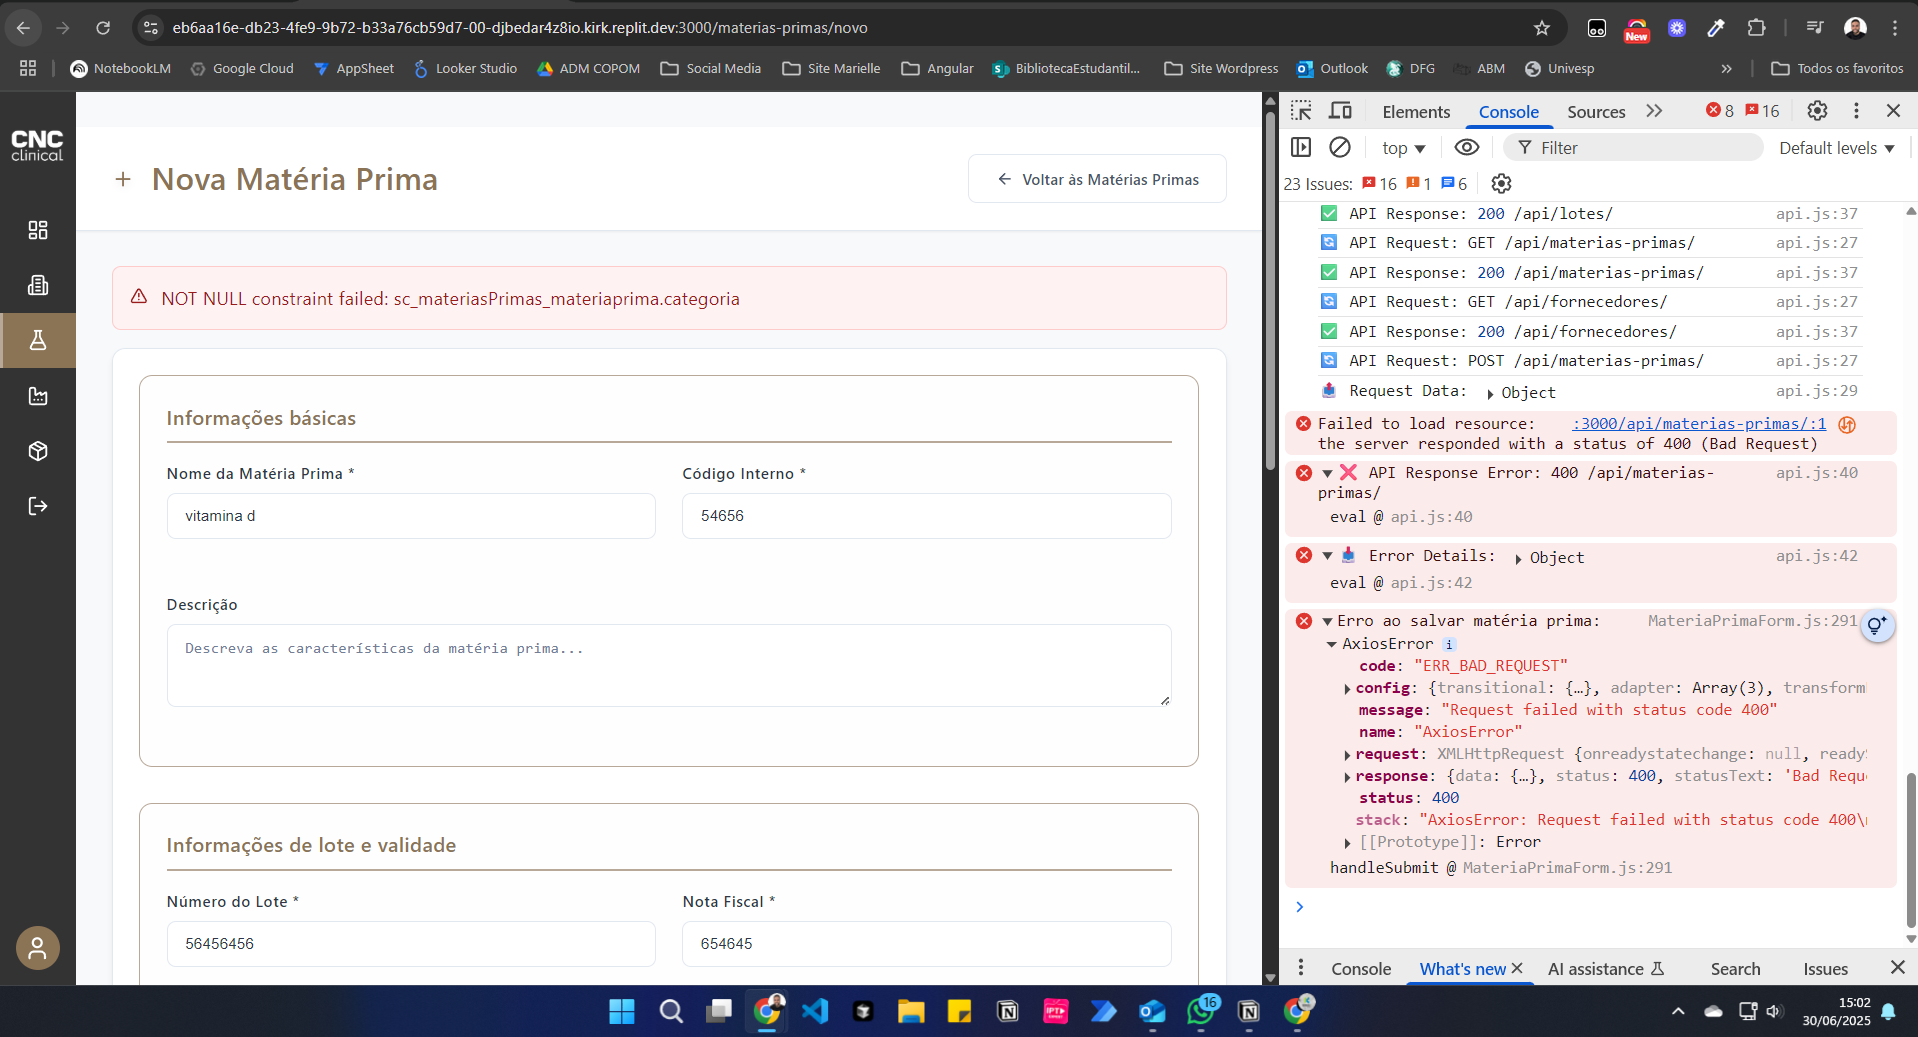 eb6aa16e-db23-4fe9-9b72-b33a76cb59d7-00-djbedar4z8io.kirk.replit.dev:3000/materias-primas/novo
New
NotebookLM
Google Cloud
AppSheet
Looker Studio
ADM COPOM
Social Media
Site Marielle
Angular
BibliotecaEstudantil...
Site Wordpress
Outlook
DFG
ABM
Univesp
»
Todos os favoritos
CNC
clinical
+ Nova Matéria Prima
← Voltar às Matérias Primas
NOT NULL constraint failed: sc_materiasPrimas_materiaprima.categoria
Informações básicas
Nome da Matéria Prima *
Código Interno *
vitamina d
54656
Descrição
Descreva as características da matéria prima...
Informações de lote e validade
Número do Lote *
Nota Fiscal *
56456456
654645
Elements
Console
Sources
8
16
top
Filter
Default levels
23 Issues:
16
1
6
API Response: 200 /api/lotes/ api.js:37
API Request: GET /api/materias-primas/ api.js:27
API Response: 200 /api/materias-primas/ api.js:37
API Request: GET /api/fornecedores/ api.js:27
API Response: 200 /api/fornecedores/ api.js:37
API Request: POST /api/materias-primas/ api.js:27
Request Data: Object api.js:29
Failed to load resource: :3000/api/materias-primas/:1
the server responded with a status of 400 (Bad Request)
API Response Error: 400 /api/materias- api.js:40
primas/
eval @ api.js:40
Error Details: Object api.js:42
eval @ api.js:42
Erro ao salvar matéria prima: MateriaPrimaForm.js:291
AxiosError i
code: "ERR_BAD_REQUEST"
config: {transitional: {…}, adapter: Array(3), transform
message: "Request failed with status code 400"
name: "AxiosError"
request: XMLHttpRequest {onreadystatechange: null, ready
response: {data: {…}, status: 400, statusText: 'Bad Requ
status: 400
stack: "AxiosError: Request failed with status code 400\
[[Prototype]]: Error
handleSubmit @ MateriaPrimaForm.js:291
Console
What's new
AI assistance
Search
Issues
IPT
16
15:02
30/06/2025